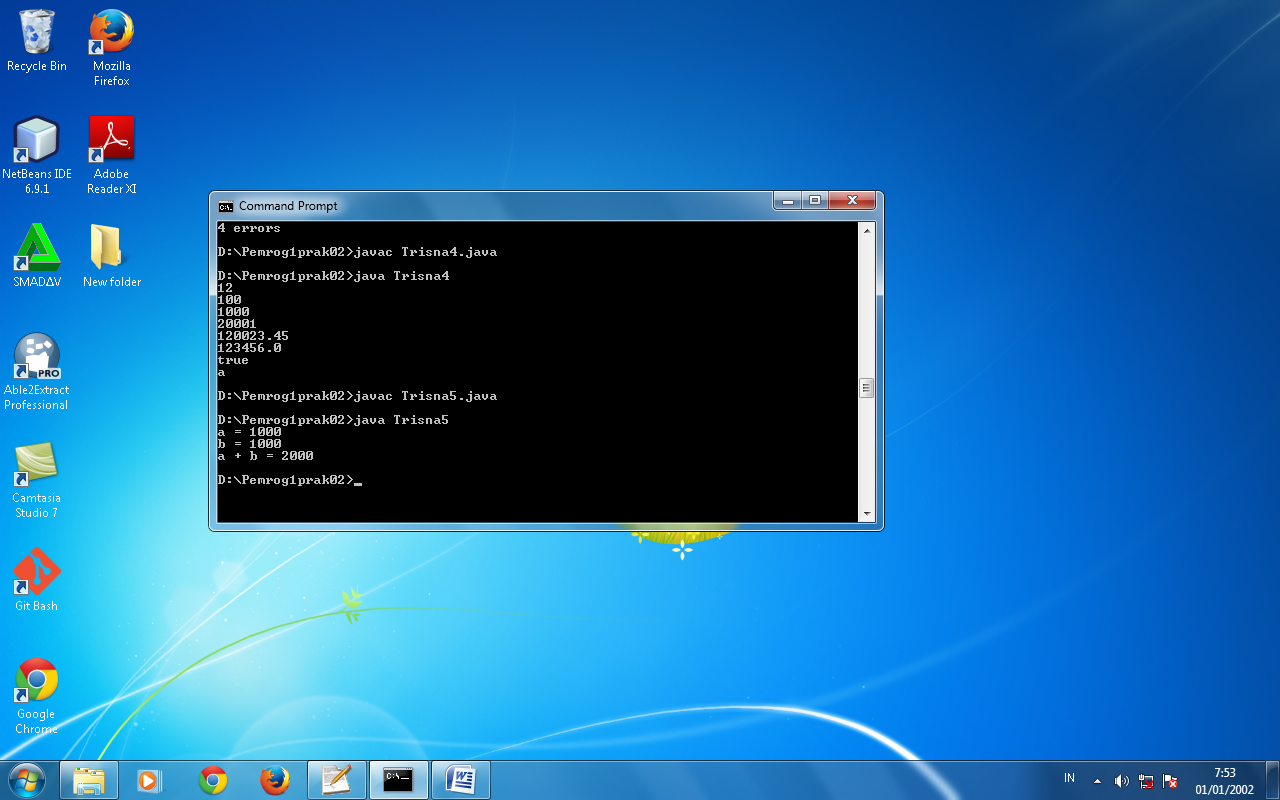 Recycle Bin
Mozilla
Firefox
NetBeans IDE
6.9.1
Adobe
Reader XI
SMADΔV
New folder
PRO
Able2Extract
Professional
Camtasia
Studio 7
Git Bash
Google
Chrome
C:\.
Command Prompt
4 errors
D:\Pemrog1prak02>javac Trisna4.java
D:\Pemrog1prak02>java Trisna4
12
100
1000
20001
120023.45
123456.0
true
a
D:\Pemrog1prak02>javac Trisna5.java
D:\Pemrog1prak02>java Trisna5
a = 1000
b = 1000
a + b = 2000
D:\Pemrog1prak02>_
C:\_
W
IN
7:53
01/01/2002